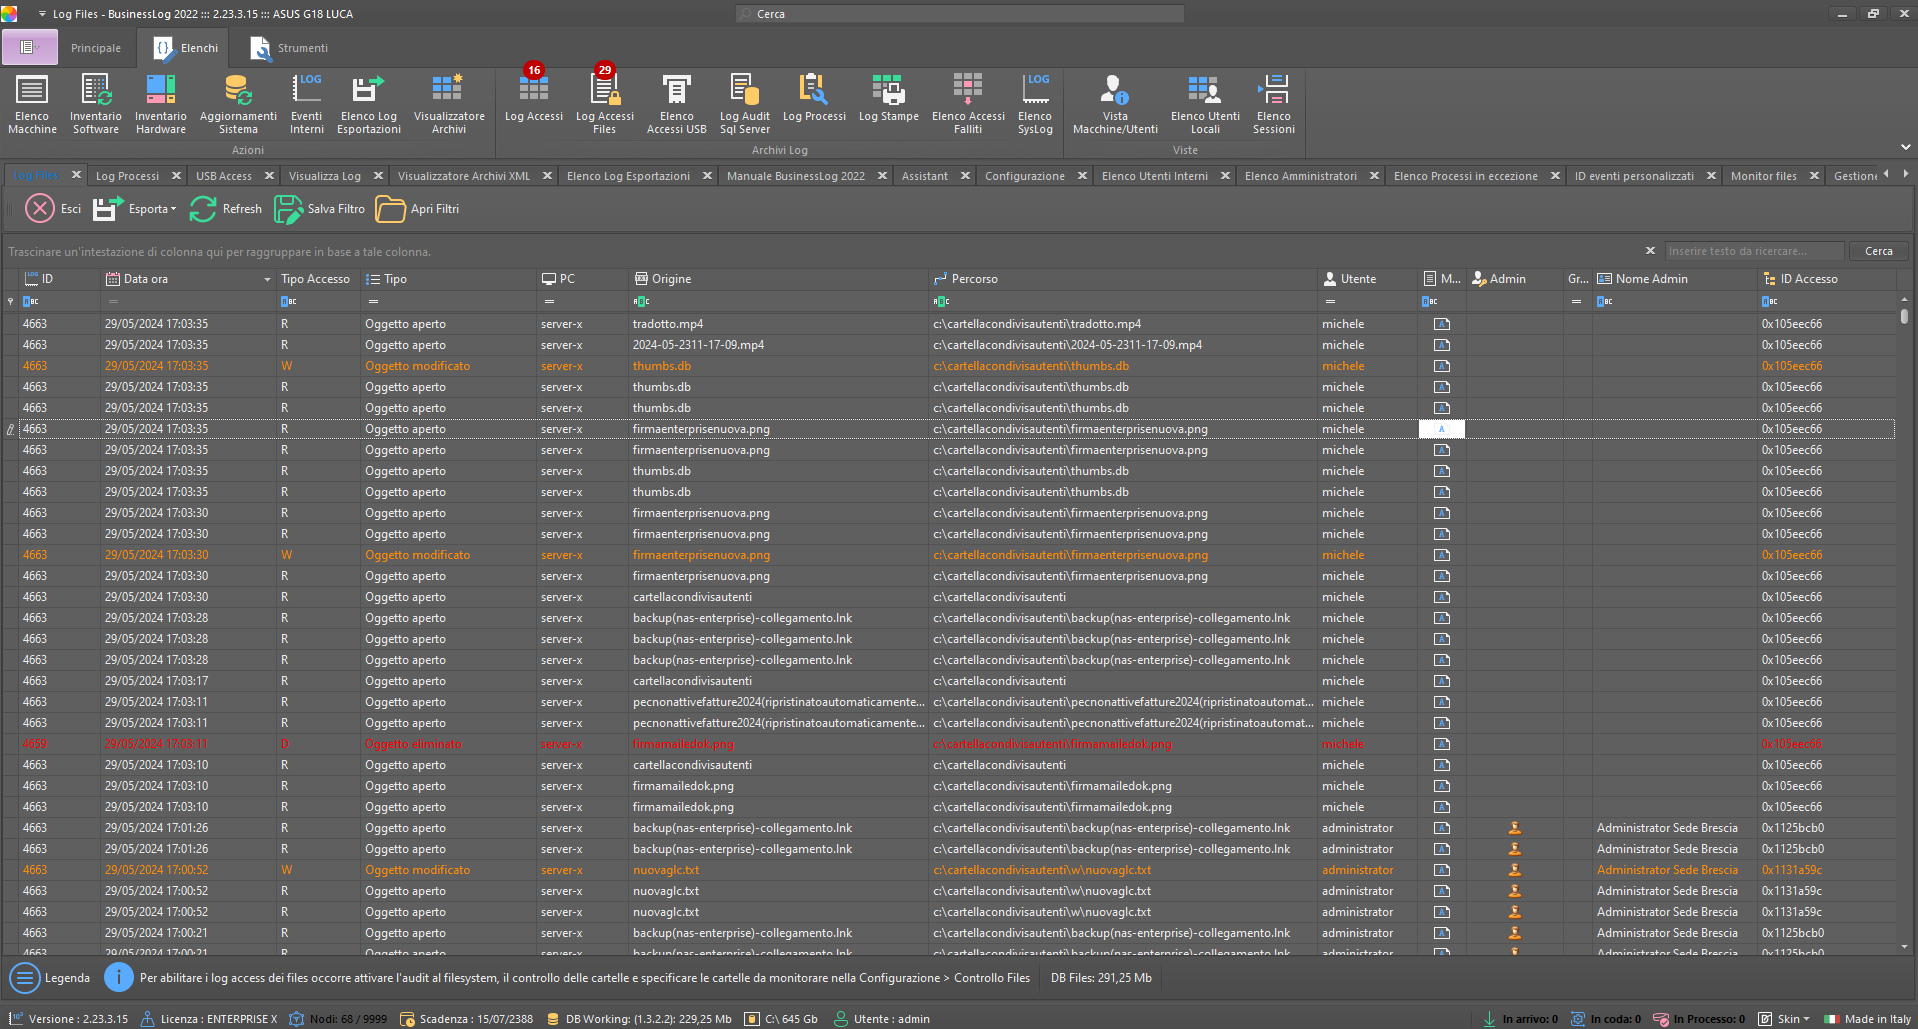 Log Files - BusinessLog 2022 ::: 2.23.3.15 ::: ASUS G18 LUCA
Cerca
Principale Elenchi Strumenti
16 29
Elenco Macchine
Inventario Software
Inventario Hardware
Aggiornamenti Sistema
Eventi Interni
Elenco Log Esportazioni
Visualizzatore Archivi
Log Accessi
Log Accessi Files
Elenco Accessi USB
Log Audit Sql Server
Log Processi
Log Stampe
Elenco Accessi Falliti
Elenco SysLog
Vista Macchine/Utenti
Elenco Utenti Locali
Elenco Sessioni
Azioni Archivi Log Viste
Log Files Log Processi USB Access Visualizza Log Visualizzatore Archivi XML Elenco Log Esportazioni Manuale BusinessLog 2022 Assistant Configurazione Elenco Utenti Interni Elenco Amministratori Elenco Processi in eccezione ID eventi personalizzati Monitor files Gestione
Esci Esporta Refresh Salva Filtro Apri Filtri
Trascinare un'intestazione di colonna qui per raggruppare in base a tale colonna.
Inserire testo da ricercare... Cerca
ID Data ora Tipo Accesso Tipo PC Origine Percorso Utente M... Admin Gr... Nome Admin ID Accesso
4663 29/05/2024 17:03:35 R Oggetto aperto server-x tradotto.mp4 c:\cartellacondivisautenti\tradotto.mp4 michele 0x105eec66
4663 29/05/2024 17:03:35 R Oggetto aperto server-x 2024-05-2311-17-09.mp4 c:\cartellacondivisautenti\2024-05-2311-17-09.mp4 michele 0x105eec66
4663 29/05/2024 17:03:35 W Oggetto modificato server-x thumbs.db c:\cartellacondivisautenti\thumbs.db michele 0x105eec66
4663 29/05/2024 17:03:35 R Oggetto aperto server-x thumbs.db c:\cartellacondivisautenti\thumbs.db michele 0x105eec66
4663 29/05/2024 17:03:35 R Oggetto aperto server-x thumbs.db c:\cartellacondivisautenti\thumbs.db michele 0x105eec66
4663 29/05/2024 17:03:35 R Oggetto aperto server-x firmaenterprisenuova.png c:\cartellacondivisautenti\firmaenterprisenuova.png michele 0x105eec66
4663 29/05/2024 17:03:35 R Oggetto aperto server-x firmaenterprisenuova.png c:\cartellacondivisautenti\firmaenterprisenuova.png michele 0x105eec66
4663 29/05/2024 17:03:35 R Oggetto aperto server-x thumbs.db c:\cartellacondivisautenti\thumbs.db michele 0x105eec66
4663 29/05/2024 17:03:35 R Oggetto aperto server-x thumbs.db c:\cartellacondivisautenti\thumbs.db michele 0x105eec66
4663 29/05/2024 17:03:30 R Oggetto aperto server-x firmaenterprisenuova.png c:\cartellacondivisautenti\firmaenterprisenuova.png michele 0x105eec66
4663 29/05/2024 17:03:30 R Oggetto aperto server-x firmaenterprisenuova.png c:\cartellacondivisautenti\firmaenterprisenuova.png michele 0x105eec66
4663 29/05/2024 17:03:30 W Oggetto modificato server-x firmaenterprisenuova.png c:\cartellacondivisautenti\firmaenterprisenuova.png michele 0x105eec66
4663 29/05/2024 17:03:30 R Oggetto aperto server-x firmaenterprisenuova.png c:\cartellacondivisautenti\firmaenterprisenuova.png michele 0x105eec66
4663 29/05/2024 17:03:30 R Oggetto aperto server-x cartellacondivisautenti c:\cartellacondivisautenti michele 0x105eec66
4663 29/05/2024 17:03:28 R Oggetto aperto server-x backup(nas-enterprise)-collegamento.lnk c:\cartellacondivisautenti\backup(nas-enterprise)-collegamento.lnk michele 0x105eec66
4663 29/05/2024 17:03:28 R Oggetto aperto server-x backup(nas-enterprise)-collegamento.lnk c:\cartellacondivisautenti\backup(nas-enterprise)-collegamento.lnk michele 0x105eec66
4663 29/05/2024 17:03:28 R Oggetto aperto server-x backup(nas-enterprise)-collegamento.lnk c:\cartellacondivisautenti\backup(nas-enterprise)-collegamento.lnk michele 0x105eec66
4663 29/05/2024 17:03:17 R Oggetto aperto server-x cartellacondivisautenti c:\cartellacondivisautenti michele 0x105eec66
4663 29/05/2024 17:03:11 R Oggetto aperto server-x pecnonattivefatture2024(ripristinatoautomaticamente... c:\cartellacondivisautenti\pecnonattivefatture2024(ripristinatoautomat... michele 0x105eec66
4663 29/05/2024 17:03:11 R Oggetto aperto server-x pecnonattivefatture2024(ripristinatoautomaticamente... c:\cartellacondivisautenti\pecnonattivefatture2024(ripristinatoautomat... michele 0x105eec66
4659 29/05/2024 17:03:11 D Oggetto eliminato server-x firmamailedok.png c:\cartellacondivisautenti\firmamailedok.png michele 0x105eec66
4663 29/05/2024 17:03:10 R Oggetto aperto server-x cartellacondivisautenti c:\cartellacondivisautenti michele 0x105eec66
4663 29/05/2024 17:03:10 R Oggetto aperto server-x firmamailedok.png c:\cartellacondivisautenti\firmamailedok.png michele 0x105eec66
4663 29/05/2024 17:03:10 R Oggetto aperto server-x firmamailedok.png c:\cartellacondivisautenti\firmamailedok.png michele 0x105eec66
4663 29/05/2024 17:01:26 R Oggetto aperto server-x backup(nas-enterprise)-collegamento.lnk c:\cartellacondivisautenti\backup(nas-enterprise)-collegamento.lnk administrator Administrator Sede Brescia 0x1125bcb0
4663 29/05/2024 17:01:26 R Oggetto aperto server-x backup(nas-enterprise)-collegamento.lnk c:\cartellacondivisautenti\backup(nas-enterprise)-collegamento.lnk administrator Administrator Sede Brescia 0x1125bcb0
4663 29/05/2024 17:00:52 W Oggetto modificato server-x nuovaglc.txt c:\cartellacondivisautenti\w\nuovaglc.txt administrator Administrator Sede Brescia 0x1131a59c
4663 29/05/2024 17:00:52 R Oggetto aperto server-x nuovaglc.txt c:\cartellacondivisautenti\w\nuovaglc.txt administrator Administrator Sede Brescia 0x1131a59c
4663 29/05/2024 17:00:52 R Oggetto aperto server-x nuovaglc.txt c:\cartellacondivisautenti\w\nuovaglc.txt administrator Administrator Sede Brescia 0x1131a59c
4663 29/05/2024 17:00:21 R Oggetto aperto server-x backup(nas-enterprise)-collegamento.lnk c:\cartellacondivisautenti\backup(nas-enterprise)-collegamento.lnk administrator Administrator Sede Brescia 0x1125bcb0
4663 29/05/2024 17:00:21 R Oggetto aperto server-x backup(nas-enterprise)-collegamento.lnk c:\cartellacondivisautenti\backup(nas-enterprise)-collegamento.lnk administrator Administrator Sede Brescia 0x1125bcb0
Legenda Per abilitare i log access dei files occorre attivare l'audit al filesystem, il controllo delle cartelle e specificare le cartelle da monitorare nella Configurazione > Controllo Files DB Files: 291,25 Mb
Versione : 2.23.3.15 Licenza : ENTERPRISE X Nodi: 68 / 9999 Scadenza : 15/07/2388 DB Working: (1.3.2.2): 229,25 Mb C:\ 645 Gb Utente : admin In arrivo: 0 In coda: 0 In Processo: 0 Skin Made in Italy